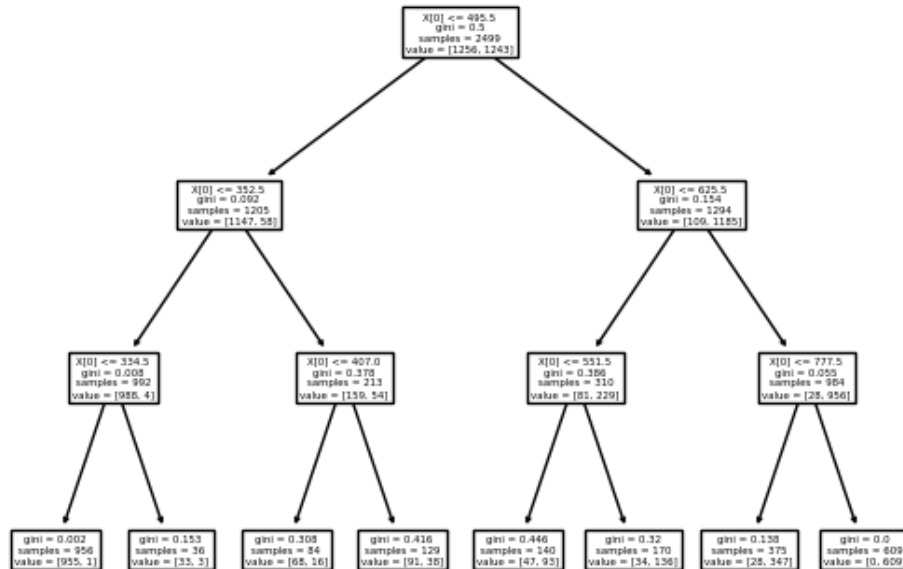 X[0] <= 495.5
gini = 0.5
samples = 2499
value = [1256, 1243]
X[0] <= 352.5
gini = 0.092
samples = 1205
value = [1147, 58]
X[0] <= 625.5
gini = 0.154
samples = 1294
value = [109, 1185]
X[0] <= 334.5
gini = 0.008
samples = 992
value = [988, 4]
X[0] <= 407.0
gini = 0.378
samples = 213
value = [159, 54]
X[0] <= 551.5
gini = 0.386
samples = 310
value = [81, 229]
X[0] <= 777.5
gini = 0.055
samples = 984
value = [28, 956]
gini = 0.002
samples = 956
value = [955, 1]
gini = 0.153
samples = 36
value = [33, 3]
gini = 0.308
samples = 84
value = [68, 16]
gini = 0.416
samples = 129
value = [91, 38]
gini = 0.446
samples = 140
value = [47, 93]
gini = 0.32
samples = 170
value = [34, 136]
gini = 0.138
samples = 375
value = [28, 347]
gini = 0.0
samples = 609
value = [0, 609]